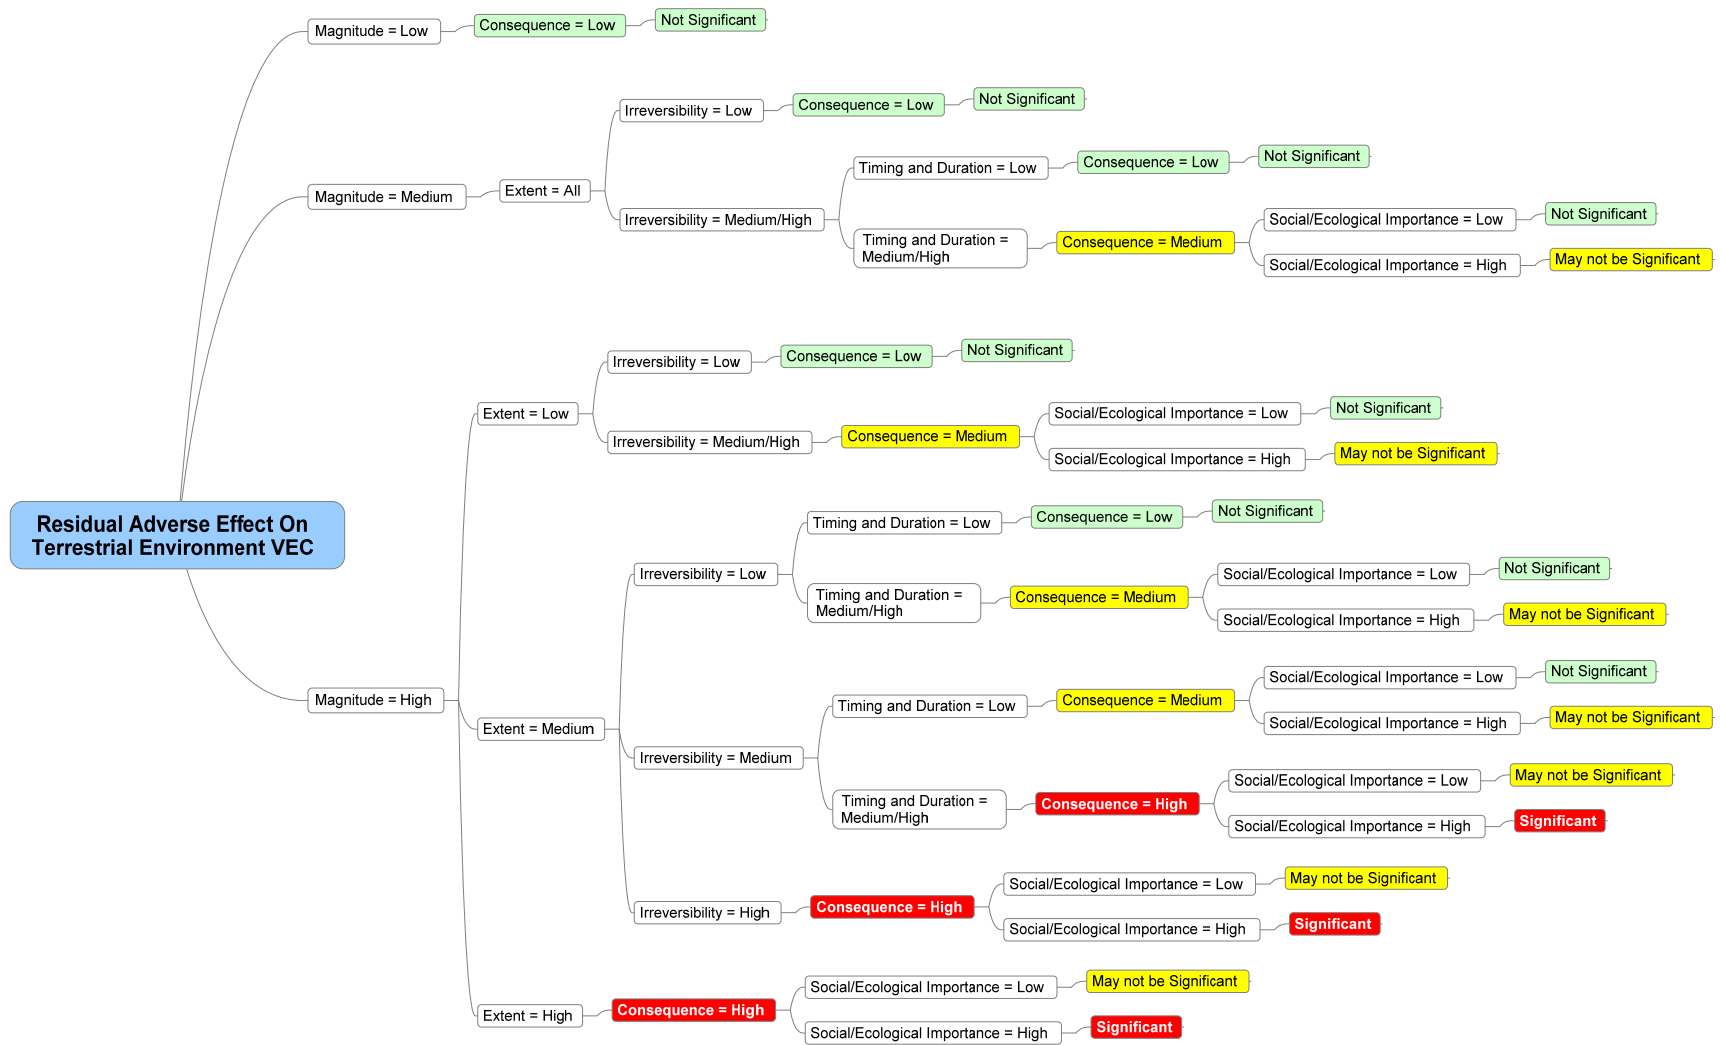 Magnitude = Low
Consequence = Low
Not Significant
Irreversibility = Low
Consequence = Low
Not Significant
Timing and Duration = Low
Consequence = Low
Not Significant
Magnitude = Medium
Extent = All
Irreversibility = Medium/High
Timing and Duration =
Medium/High
Consequence = Medium
Social/Ecological Importance = Low
Not Significant
Social/Ecological Importance = High
May not be Significant
Irreversibility = Low
Consequence = Low
Not Significant
Extent = Low
Irreversibility = Medium/High
Consequence = Medium
Social/Ecological Importance = Low
Not Significant
Social/Ecological Importance = High
May not be Significant
Residual Adverse Effect On
Terrestrial Environment VEC
Timing and Duration = Low
Consequence = Low
Not Significant
Irreversibility = Low
Timing and Duration =
Medium/High
Consequence = Medium
Social/Ecological Importance = Low
Not Significant
Social/Ecological Importance = High
May not be Significant
Magnitude = High
Extent = Medium
Irreversibility = Medium
Timing and Duration = Low
Consequence = Medium
Social/Ecological Importance = Low
Not Significant
Social/Ecological Importance = High
May not be Significant
Timing and Duration =
Medium/High
Consequence = High
Social/Ecological Importance = Low
May not be Significant
Social/Ecological Importance = High
Significant
Irreversibility = High
Consequence = High
Social/Ecological Importance = Low
May not be Significant
Social/Ecological Importance = High
Significant
Extent = High
Consequence = High
Social/Ecological Importance = Low
May not be Significant
Social/Ecological Importance = High
Significant